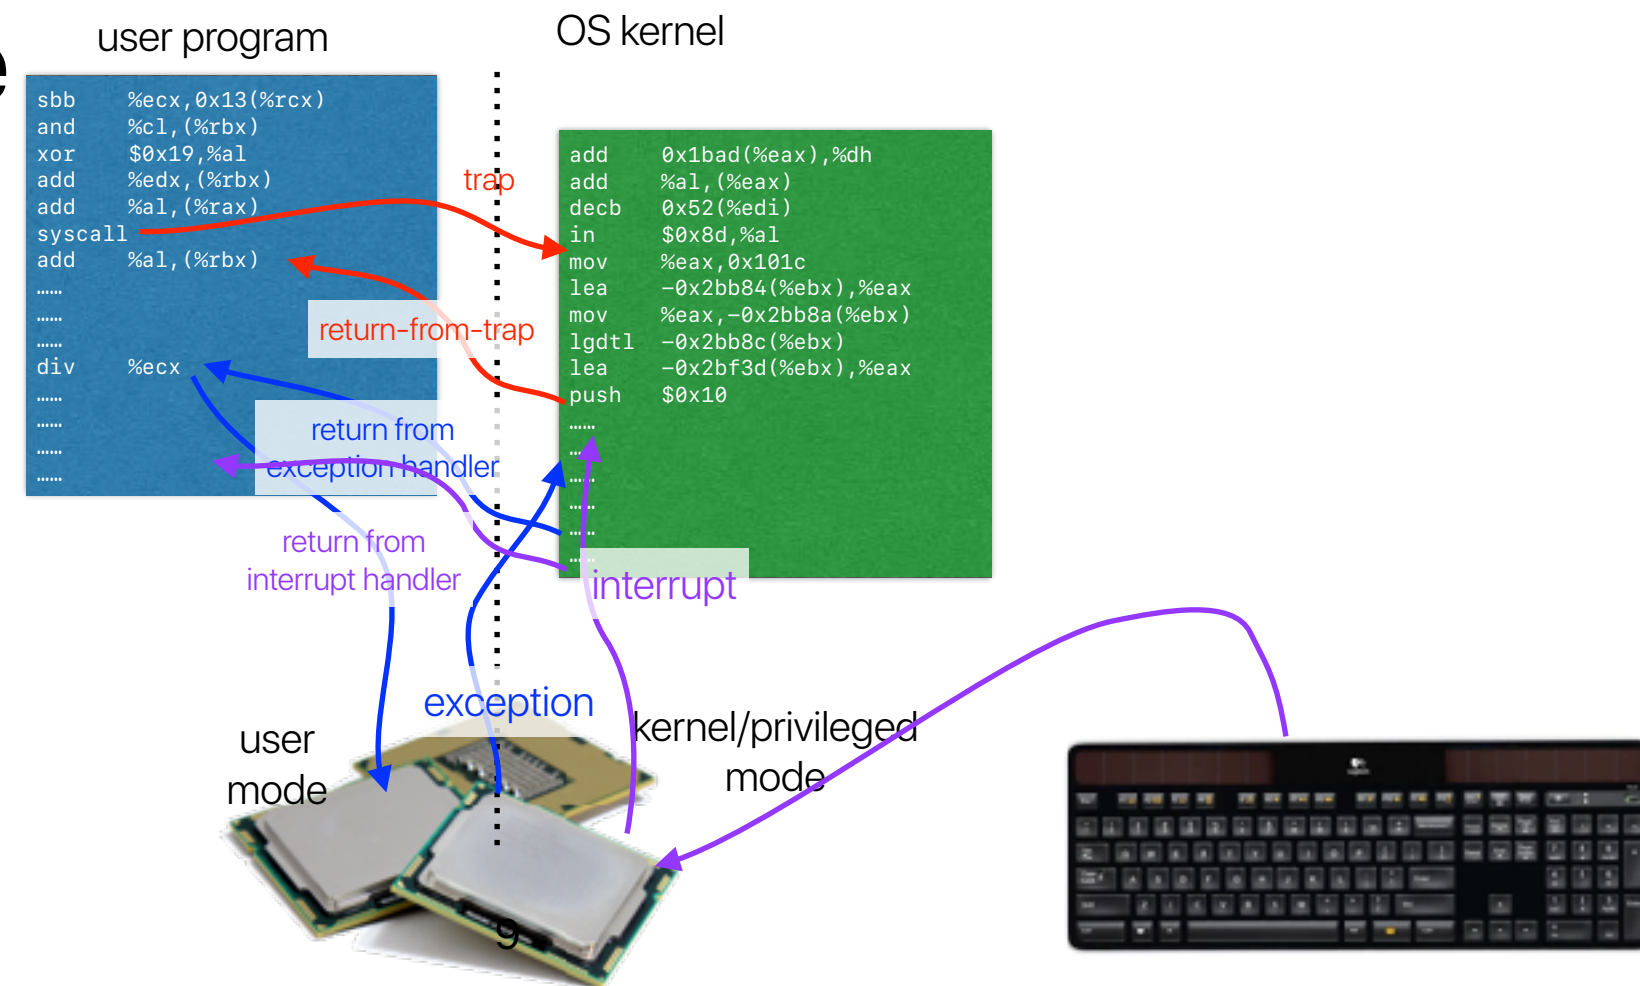 e
user program
OS kernel
sbb %ecx,0x13(%rcx)
and %cl,(%rbx)
xor $0x19,%al
add %edx,(%rbx)
add %al,(%rax)
syscall
add %al,(%rbx)
……
……
……
div %ecx
……
……
……
……
trap
return-from-trap
return from
exception handler
return from
interrupt handler
add 0x1bad(%eax),%dh
add %al,(%eax)
decb 0x52(%edi)
in $0x8d,%al
mov %eax,0x101c
lea −0x2bb84(%ebx),%eax
mov %eax,−0x2bb8a(%ebx)
lgdtl −0x2bb8c(%ebx)
lea −0x2bf3d(%ebx),%eax
push $0x10
……
……
……
……
……
……
interrupt
exception
user
mode
kernel/privileged
mode
9